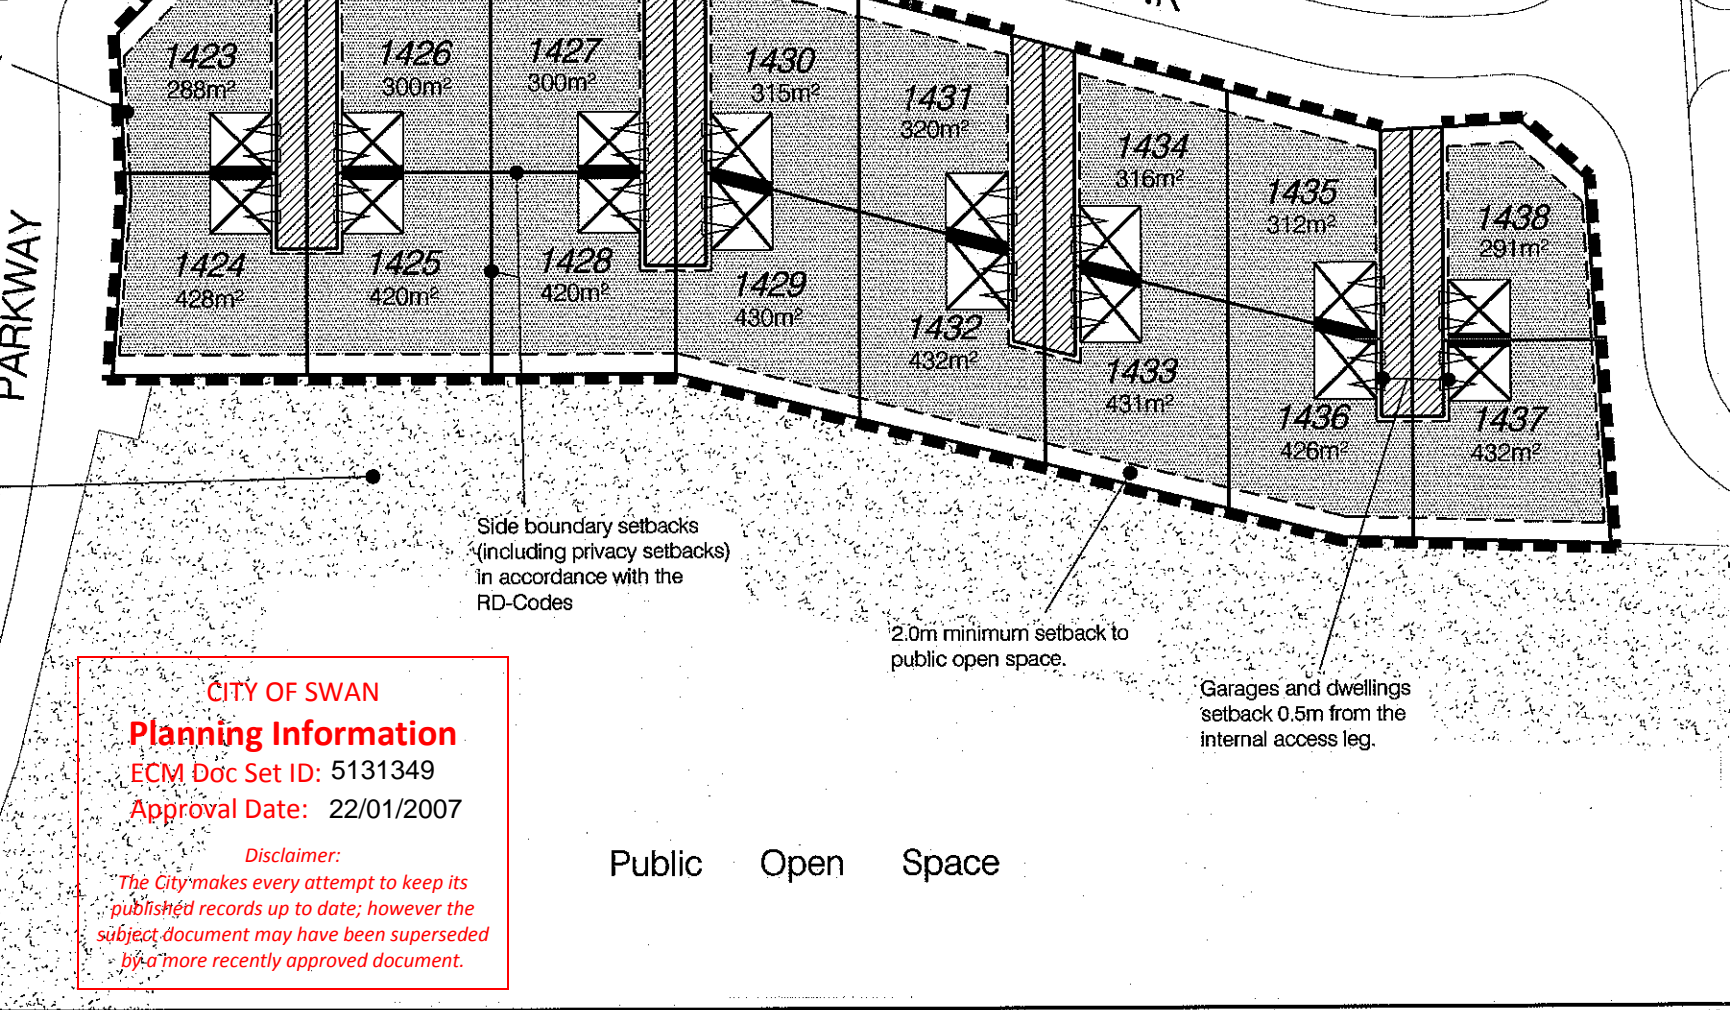 1423
288m²
1426
300m²
1427
300m²
1430
315m²
1431
320m²
1434
316m²
1435
312m²
1438
291m²
1424
428m²
1425
420m²
1428
420m²
1429
430m²
1432
432m²
1433
431m²
1436
426m²
1437
432m²
PARKWAY
Side boundary setbacks
(including privacy setbacks)
in accordance with the
RD-Codes
2.0m minimum setback to
public open space.
Garages and dwellings
setback 0.5m from the
internal access leg.
CITY OF SWAN
Planning Information
ECM Doc Set ID: 5131349
Approval Date: 22/01/2007
Disclaimer:
The City makes every attempt to keep its
published records up to date; however the
subject document may have been superseded
by a more recently approved document.
Public Open Space